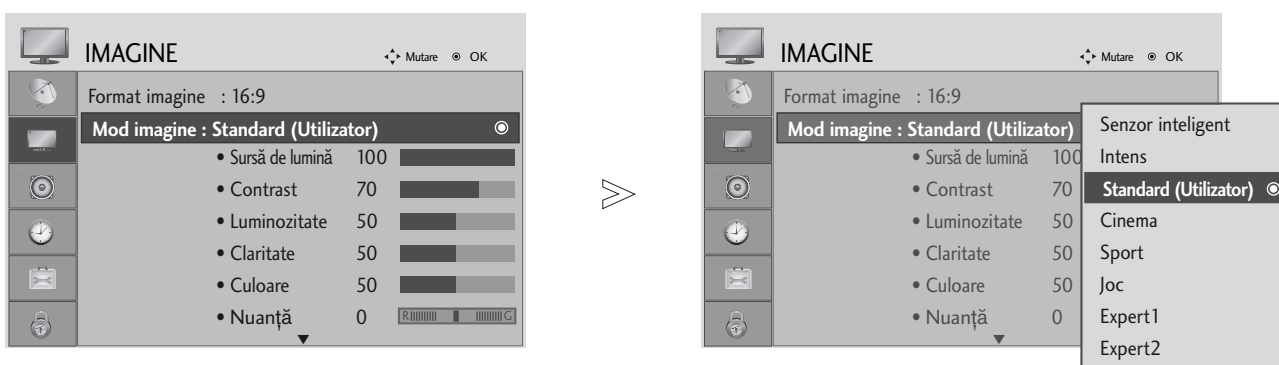 IMAGINE
Mutare OK
Format imagine : 16:9
Mod imagine : Standard (Utilizator)
• Sursă de lumină 100
• Contrast 70
• Luminozitate 50
• Claritate 50
• Culoare 50
• Nuanţă 0 R G
IMAGINE
Mutare OK
Format imagine : 16:9
Mod imagine : Standard (Utilizator)
• Sursă de lumină 100
• Contrast 70
• Luminozitate 50
• Claritate 50
• Culoare 50
• Nuanţă 0
Senzor inteligent
Intens
Standard (Utilizator)
Cinema
Sport
Joc
Expert1
Expert2